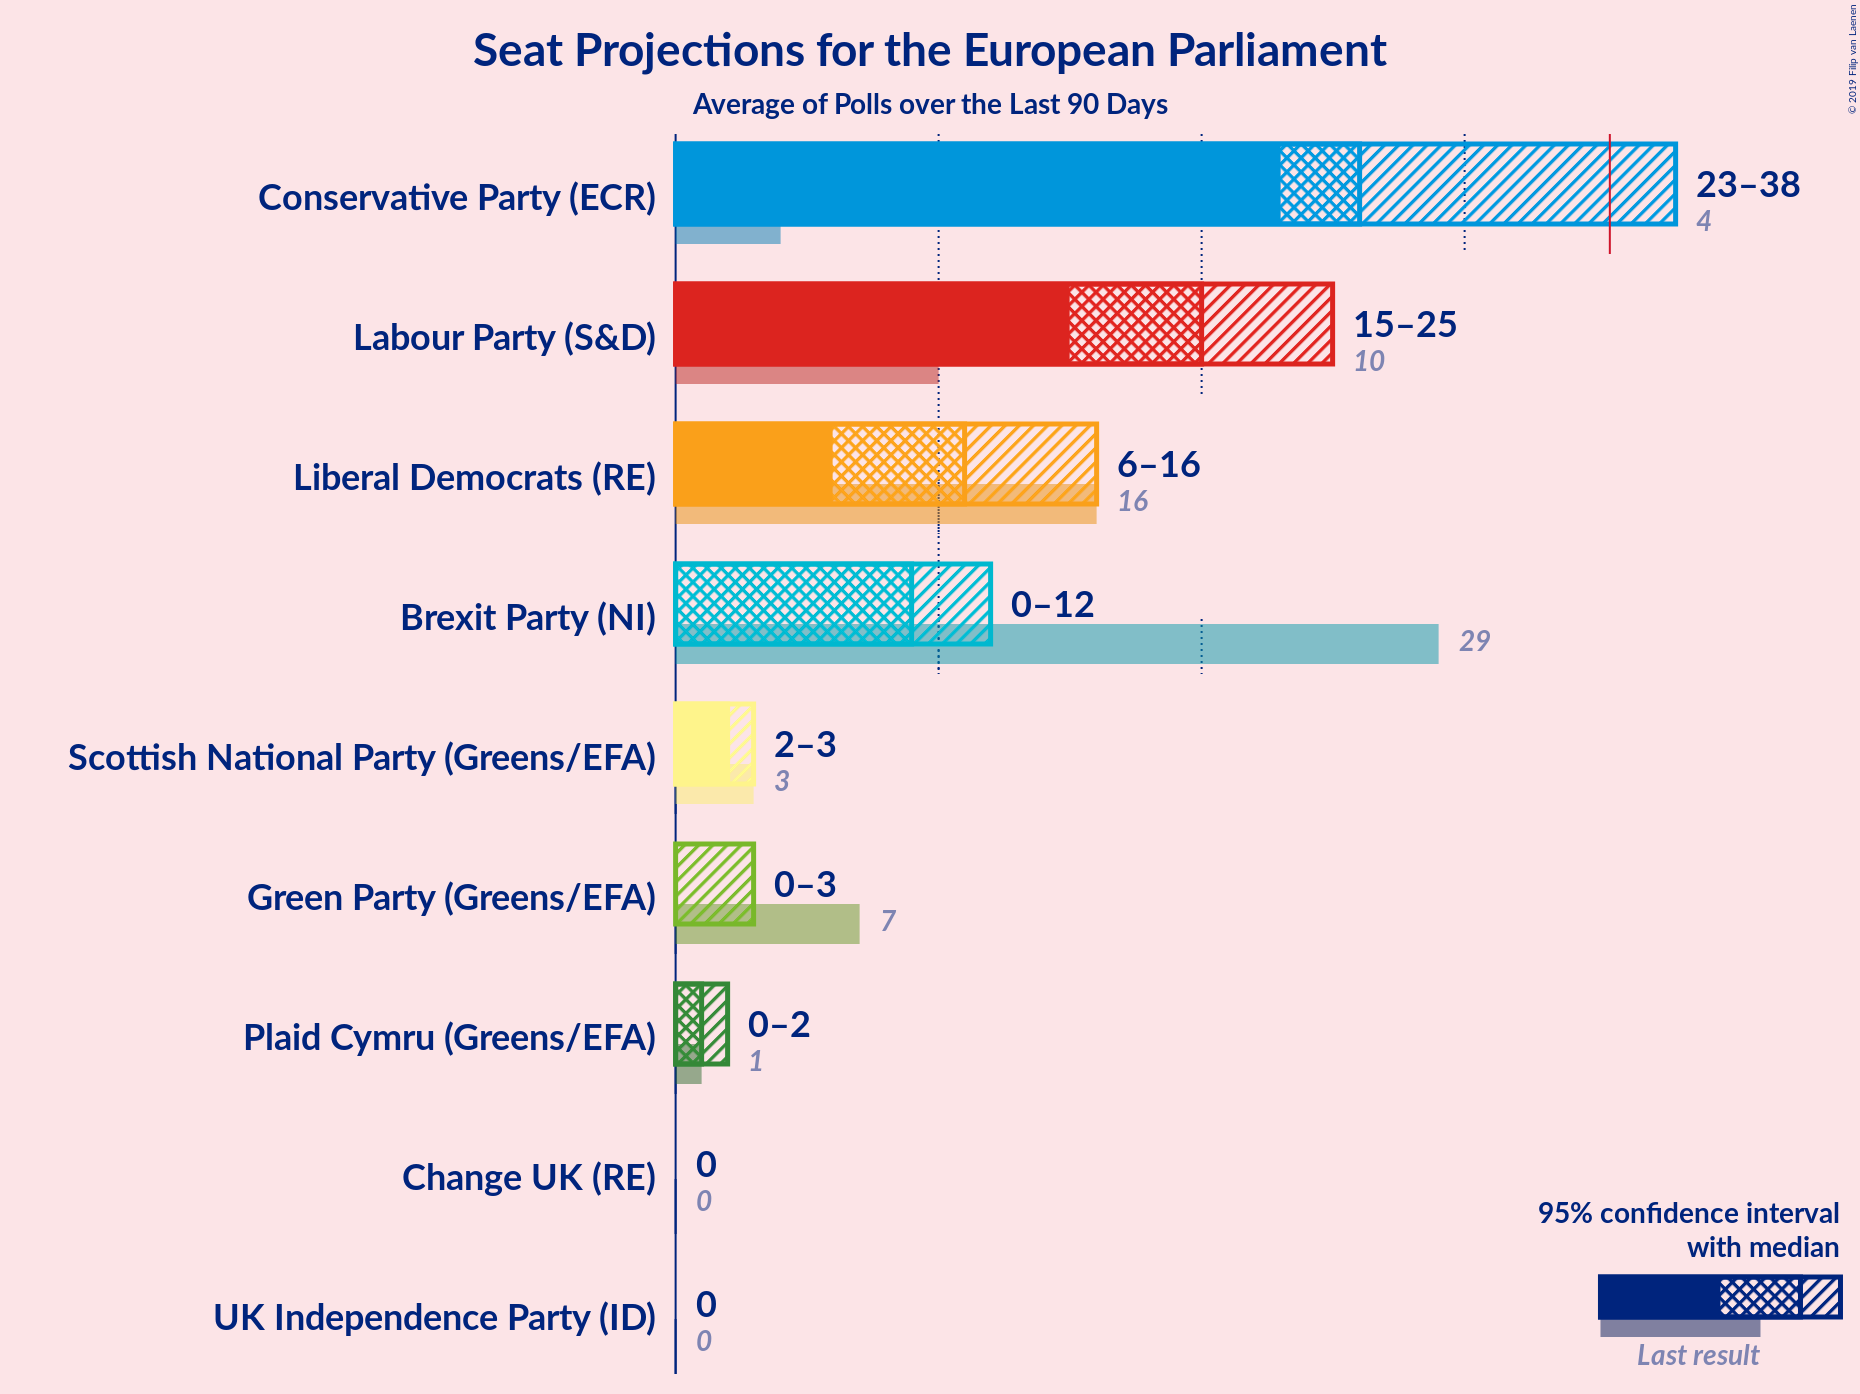 Seat Projections for the European Parliament
Average of Polls over the Last 90 Days
© 2019 Filip van Laenen
Conservative Party (ECR)
23–38
4
Labour Party (S&D)
15–25
10
Liberal Democrats (RE)
6–16
16
Brexit Party (NI)
0–12
29
Scottish National Party (Greens/EFA)
2–3
3
Green Party (Greens/EFA)
0–3
7
Plaid Cymru (Greens/EFA)
0–2
1
Change UK (RE)
0
0
UK Independence Party (ID)
0
0
95% confidence interval
with median
Last result